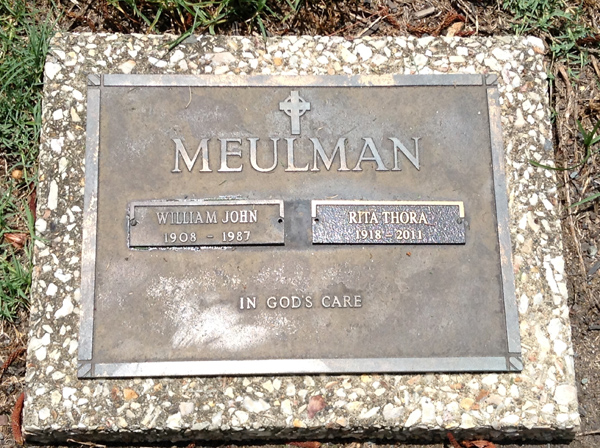 MEULMAN
WILLIAM JOHN
1908 - 1987
RITA THORA
1918 - 2011
IN GOD'S CARE